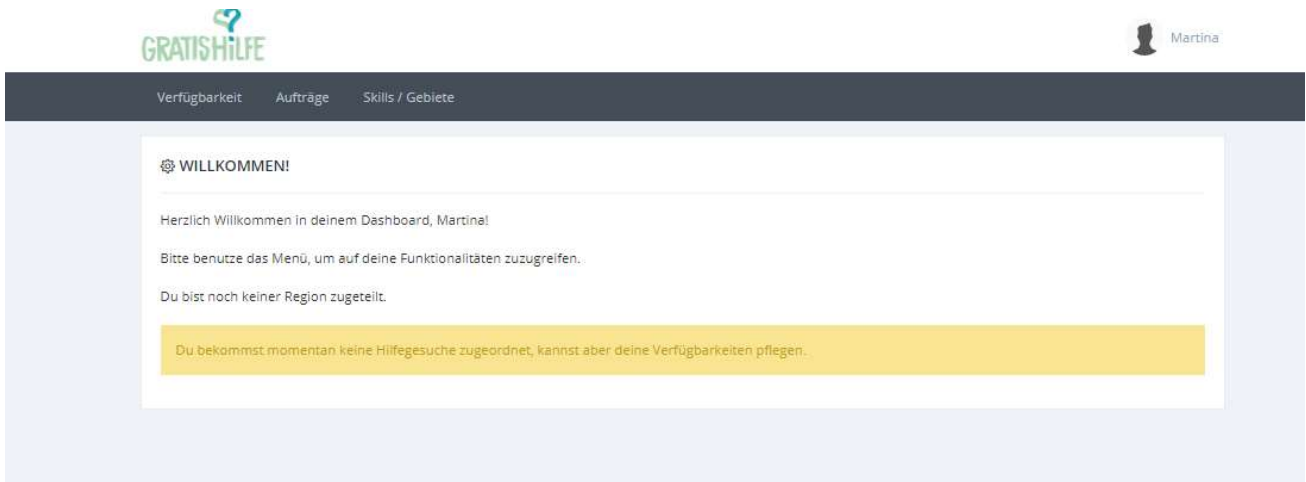 GRATISHiLFE
Martina
Verfügbarkeit Aufträge Skills / Gebiete
WILLKOMMEN!
Herzlich Willkommen in deinem Dashboard, Martina!
Bitte benutze das Menü, um auf deine Funktionalitäten zuzugreifen.
Du bist noch keiner Region zugeteilt.
Du bekommst momentan keine Hilfegesuche zugeordnet, kannst aber deine Verfügbarkeiten pflegen.